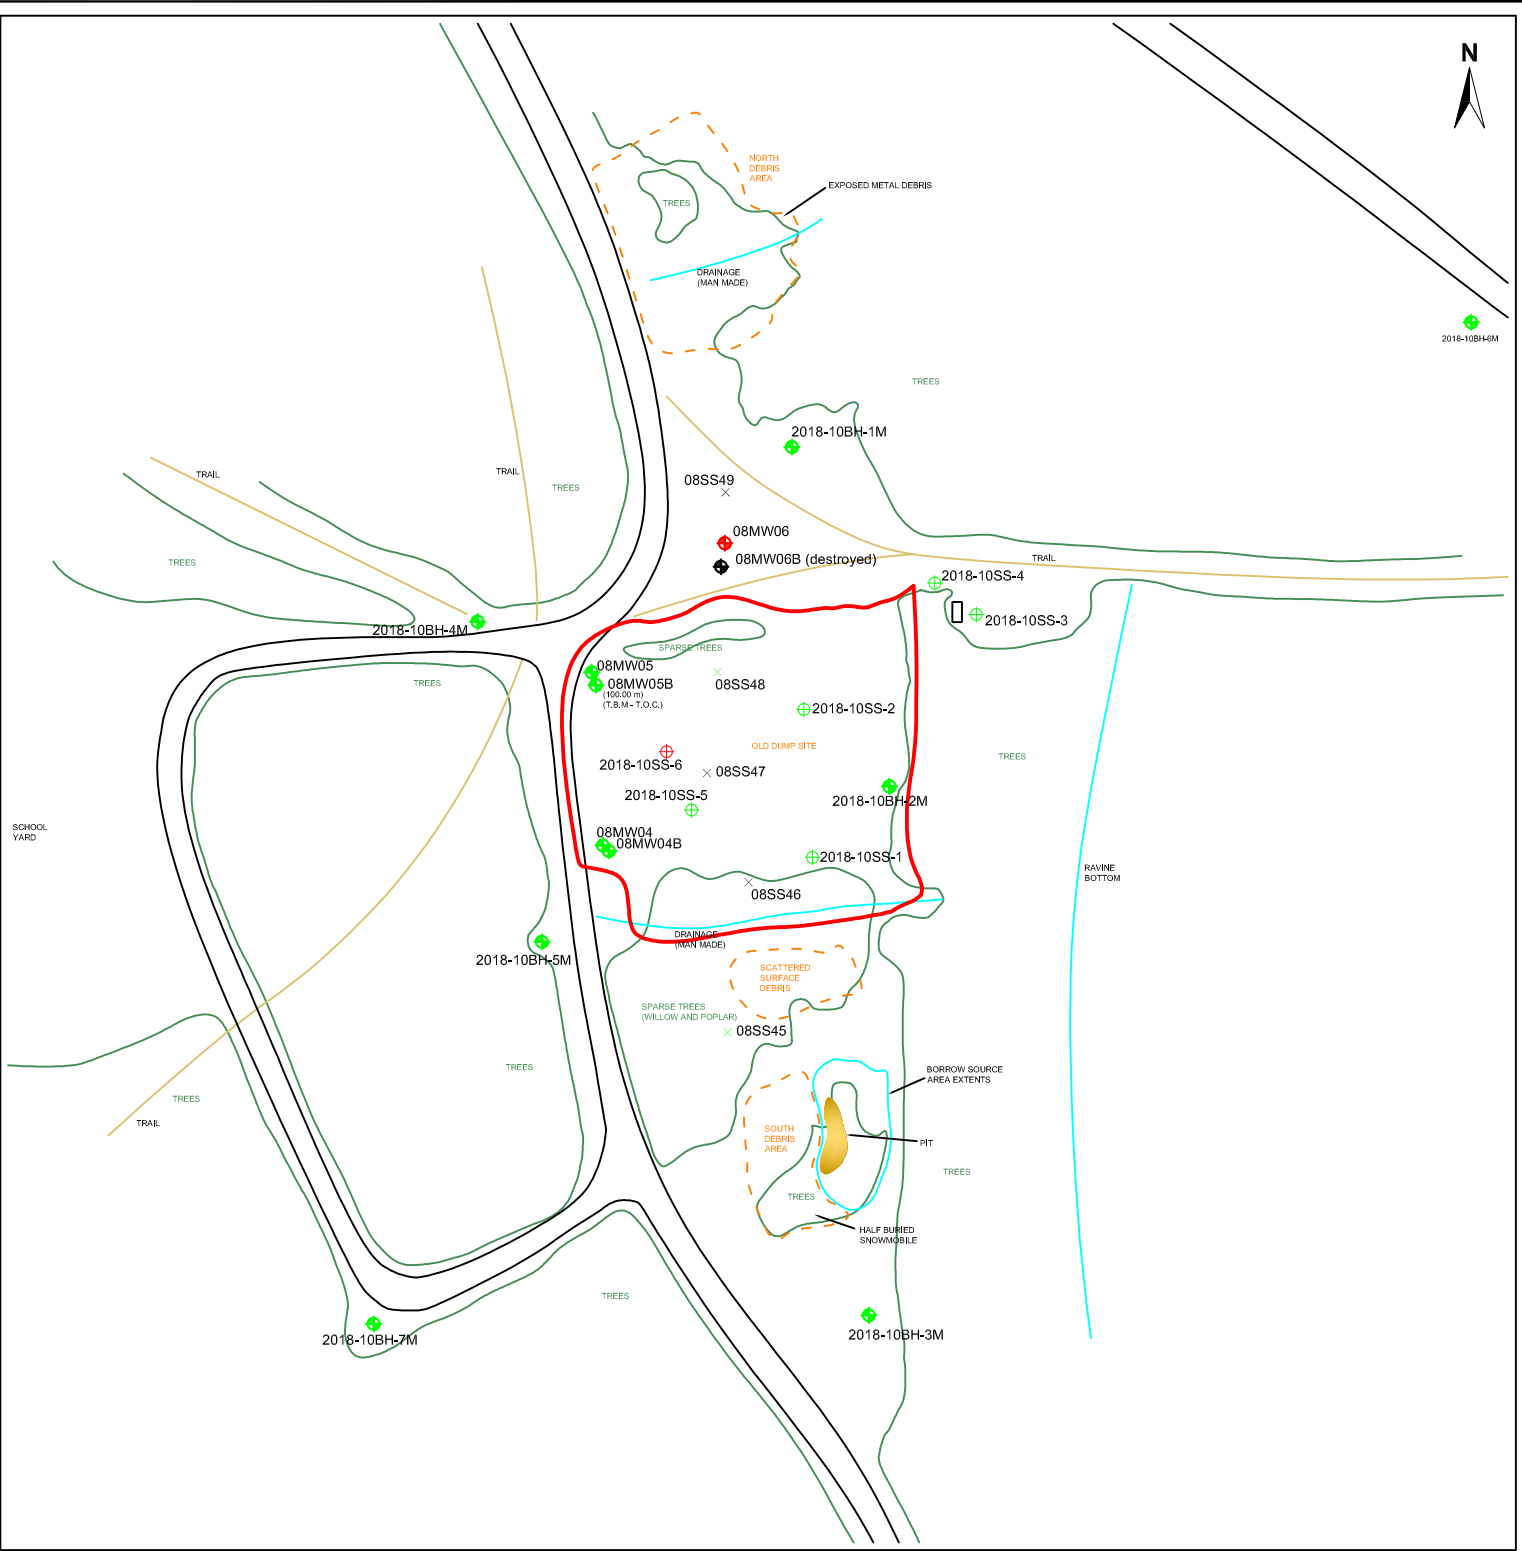 N
NORTH
DEBRIS
AREA
EXPOSED METAL DEBRIS
TREES
DRAINAGE
(MAN MADE)
2018-10BH-6M
TREES
2018-10BH-1M
TRAIL
TRAIL
08SS49
TREES
08MW06
08MW06B (destroyed)
TRAIL
TREES
2018-10SS-4
2018-10SS-3
2018-10BH-4M
SPARSE TREES
08MW05
TREES
08MW05B
(100.00 m)
(T.B.M - T.O.C.)
08SS48
2018-10SS-2
OLD DUMP SITE
TREES
2018-10SS-6
08SS47
2018-10SS-5
2018-10BH-2M
SCHOOL
YARD
08MW04
08MW04B
2018-10SS-1
RAVINE
BOTTOM
08SS46
DRAINAGE
(MAN MADE)
2018-10BH-5M
SCATTERED
SURFACE
DEBRIS
SPARSE TREES
(WILLOW AND POPLAR)
08SS45
TREES
BORROW SOURCE
AREA EXTENTS
TREES
TRAIL
SOUTH
DEBRIS
AREA
PIT
TREES
TREES
HALF BURIED
SNOWMOBILE
TREES
2018-10BH-7M
2018-10BH-3M